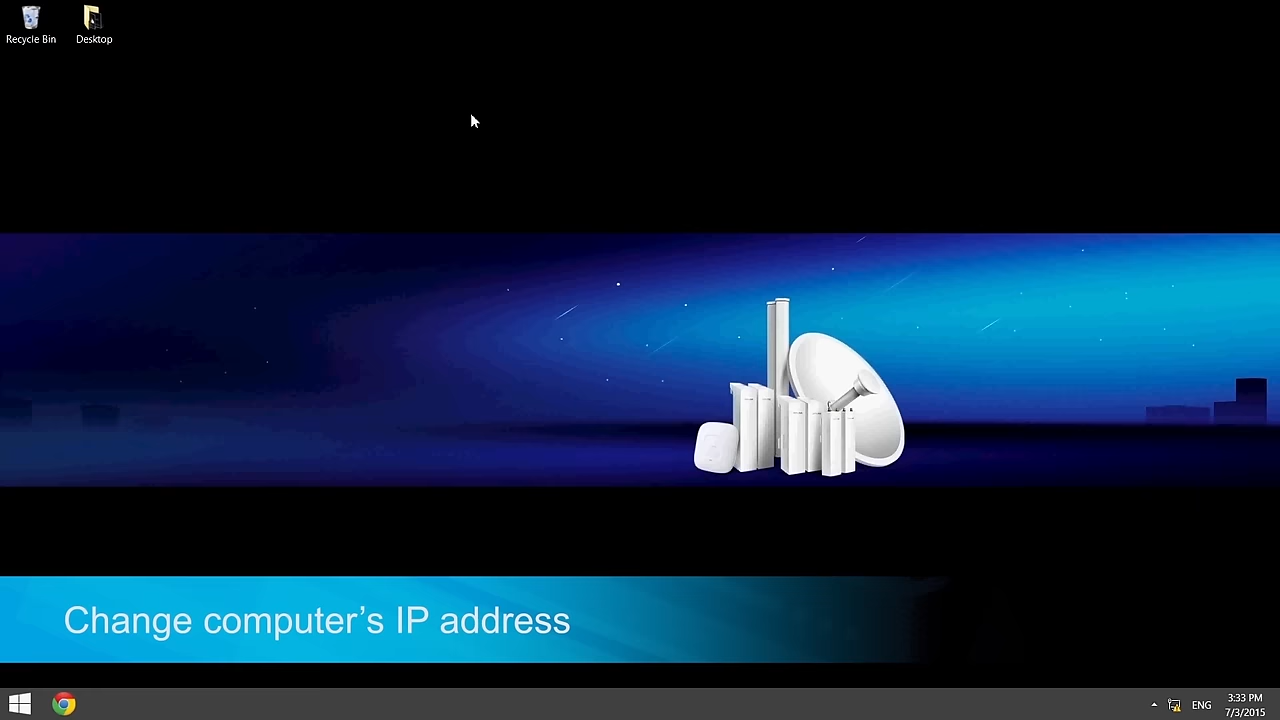 Recycle Bin
Desktop
Change computer’s IP address
ENG
3:33 PM
7/3/2015